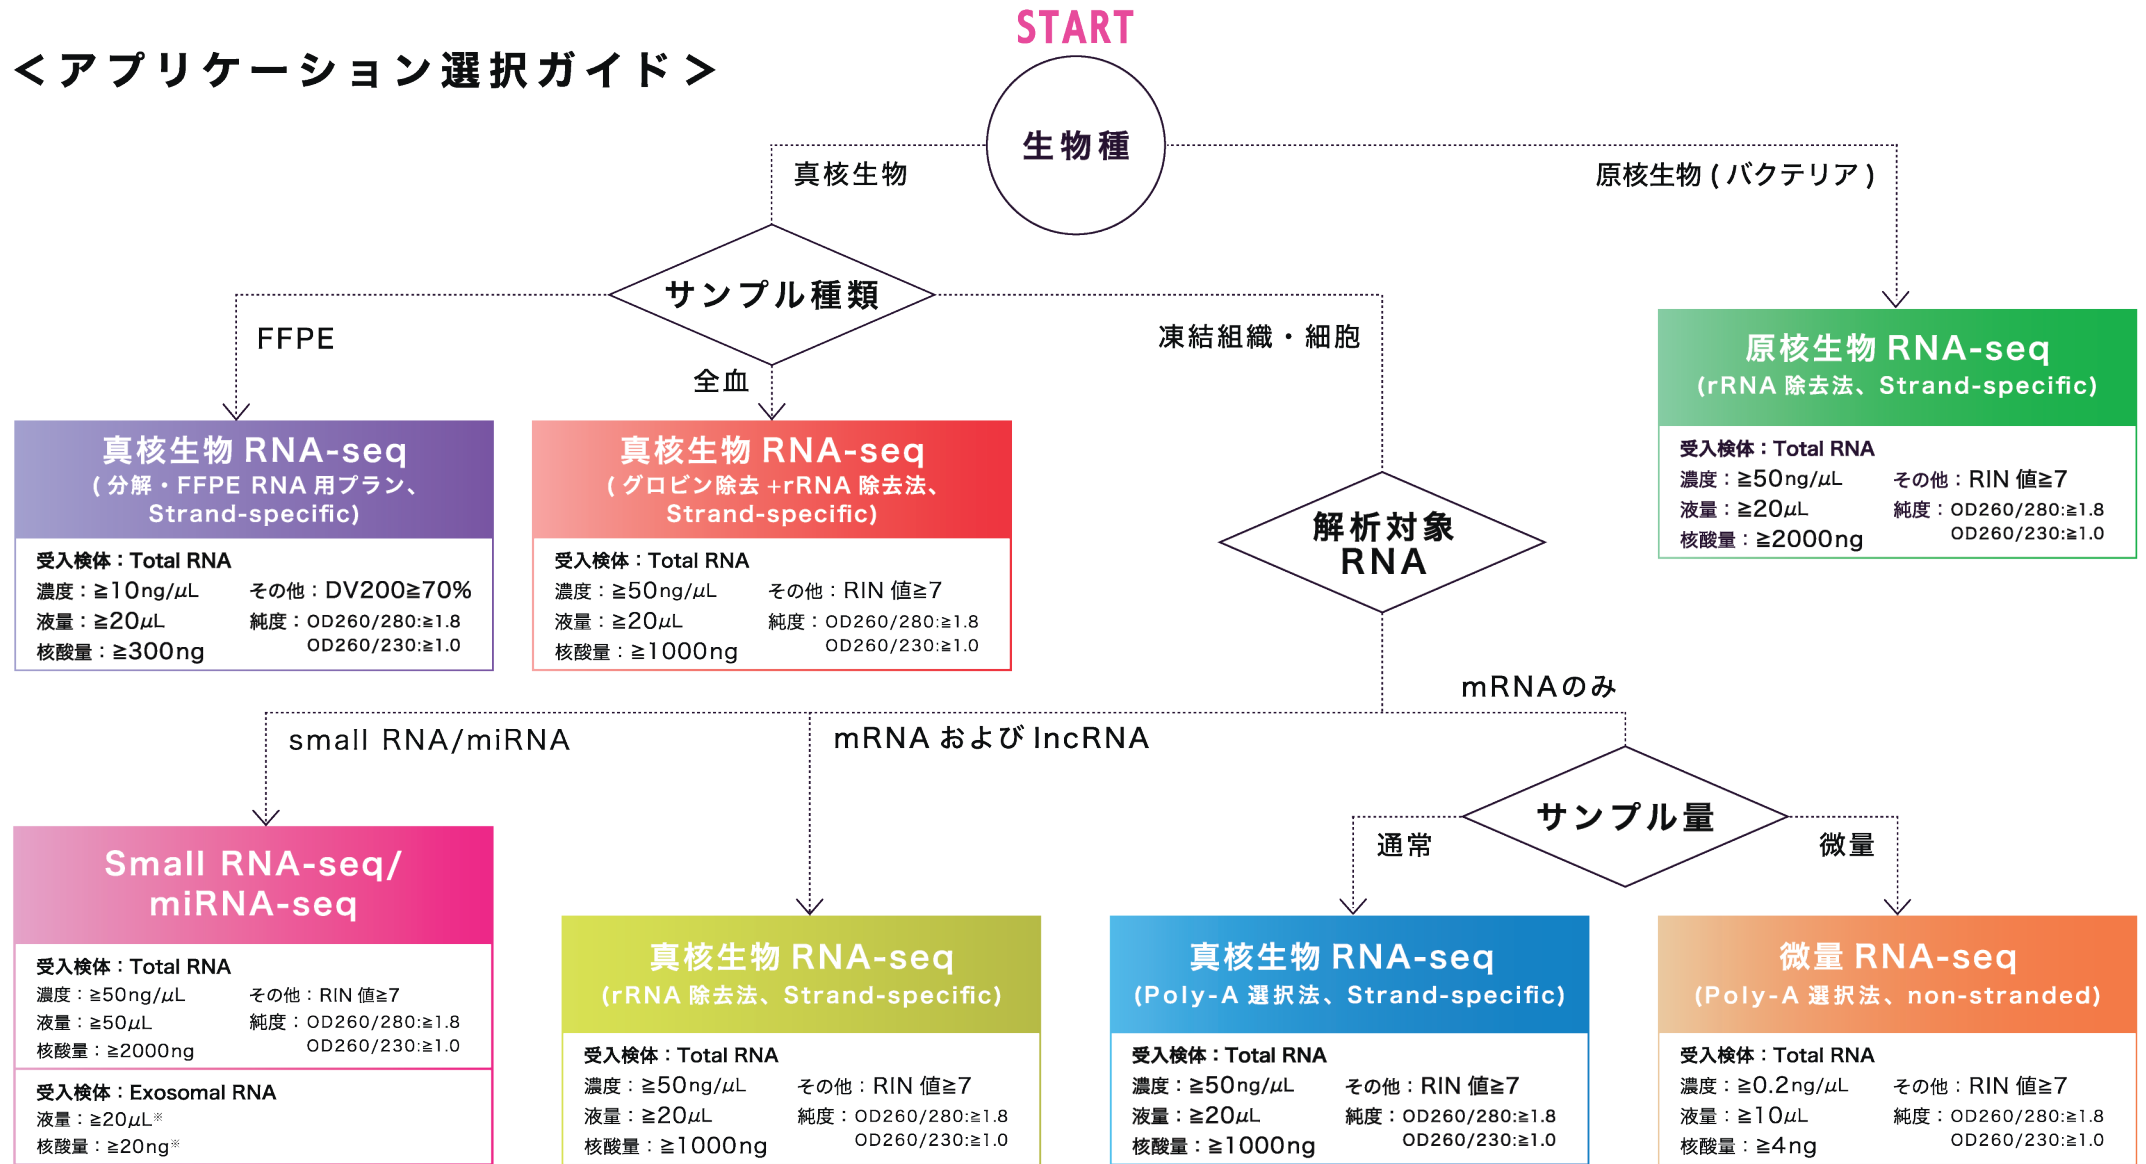 START
＜アプリケーション選択ガイド＞
生物種
真核生物
原核生物(バクテリア)
サンプル種類
FFPE
全血
凍結組織・細胞
原核生物 RNA-seq
(rRNA 除去法、Strand-specific)
受入検体：Total RNA
濃度：≧50ng/μL
その他：RIN 値≧7
液量：≧20μL
純度：OD260/280:≧1.8
OD260/230:≧1.0
核酸量：≧2000ng
真核生物 RNA-seq
(分解・FFPE RNA 用プラン、
Strand-specific)
受入検体：Total RNA
濃度：≧10ng/μL
その他：DV200≧70%
液量：≧20μL
純度：OD260/280:≧1.8
OD260/230:≧1.0
核酸量：≧300ng
真核生物 RNA-seq
(グロビン除去+rRNA 除去法、
Strand-specific)
受入検体：Total RNA
濃度：≧50ng/μL
その他：RIN 値≧7
液量：≧20μL
純度：OD260/280:≧1.8
OD260/230:≧1.0
核酸量：≧1000ng
解析対象
RNA
small RNA/miRNA
mRNA および lncRNA
mRNAのみ
サンプル量
通常
微量
Small RNA-seq/
miRNA-seq
受入検体：Total RNA
濃度：≧50ng/μL
その他：RIN 値≧7
液量：≧50μL
純度：OD260/280:≧1.8
OD260/230:≧1.0
核酸量：≧2000ng
受入検体：Exosomal RNA
液量：≧20μL※
核酸量：≧20ng※
真核生物 RNA-seq
(rRNA 除去法、Strand-specific)
受入検体：Total RNA
濃度：≧50ng/μL
その他：RIN 値≧7
液量：≧20μL
純度：OD260/280:≧1.8
OD260/230:≧1.0
核酸量：≧1000ng
真核生物 RNA-seq
(Poly-A 選択法、Strand-specific)
受入検体：Total RNA
濃度：≧50ng/μL
その他：RIN 値≧7
液量：≧20μL
純度：OD260/280:≧1.8
OD260/230:≧1.0
核酸量：≧1000ng
微量 RNA-seq
(Poly-A 選択法、non-stranded)
受入検体：Total RNA
濃度：≧0.2ng/μL
その他：RIN 値≧7
液量：≧10μL
純度：OD260/280:≧1.8
OD260/230:≧1.0
核酸量：≧4ng